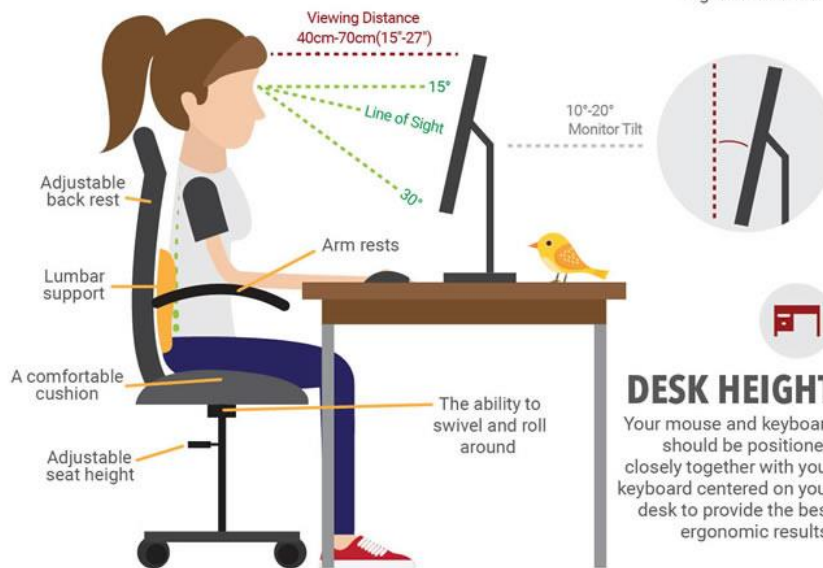 Viewing Distance
40cm-70cm(15"-27")
15°
Line of Sight
30°
10°-20°
Monitor Tilt
Adjustable
back rest
Arm rests
Lumbar
support
A comfortable
cushion
The ability to
swivel and roll
around
Adjustable
seat height
DESK HEIGHT
Your mouse and keyboar
should be positione
closely together with you
keyboard centered on you
desk to provide the bes
ergonomic results